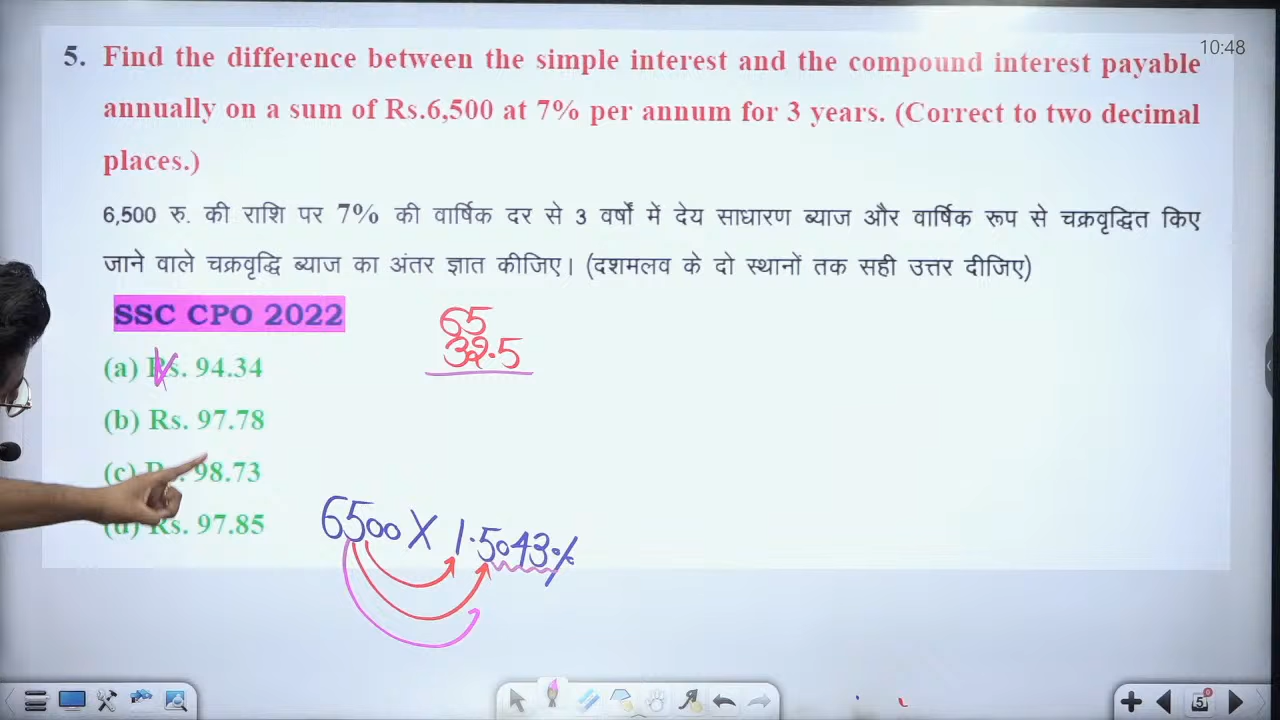 10:48
5. Find the difference between the simple interest and the compound interest payable
annually on a sum of Rs.6,500 at 7% per annum for 3 years. (Correct to two decimal
places.)
6,500 रु. की राशि पर 7% की वार्षिक दर से 3 वर्षों में देय साधारण ब्याज और वार्षिक रूप से चक्रवृद्धित किए
जाने वाले चक्रवृद्धि ब्याज का अंतर ज्ञात कीजिए। (दशमलव के दो स्थानों तक सही उत्तर दीजिए)
SSC CPO 2022
65
32.5
(a) Rs. 94.34
(b) Rs. 97.78
(c) 98.73
(d) Rs. 97.85
6500 X 1.5043%
5